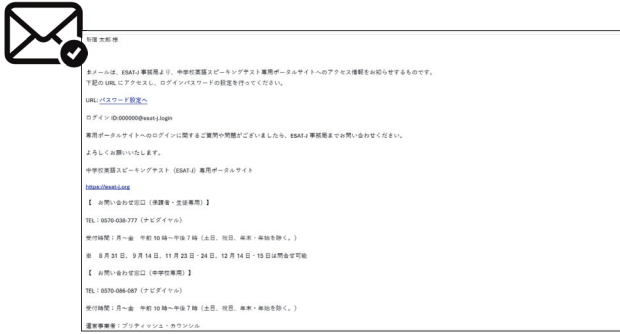 新宿 太郎 様
本メールは、ESAT-J 事務局より、中学校英語スピーキングテスト専用ポータルサイトへのアクセス情報をお知らせするものです。
下記の URL にアクセスし、ログインパスワードの設定を行ってください。
URL: パスワード設定へ
ログイン ID:000000@esat-j.login
専用ポータルサイトへのログインに関するご質問や問題がございましたら、ESAT-J 事務局までお問い合わせください。
よろしくお願いいたします。
中学校英語スピーキングテスト（ESAT-J）専用ポータルサイト
https://esat-j.org
【 お問い合わせ窓口（保護者・生徒専用）】
TEL：0570-038-777（ナビダイヤル）
受付時間：月～金 午前 10 時～午後 7 時（土日、祝日、年末・年始を除く。）
※ 8 月 31 日、9 月 14 日、11 月 23 日・24 日、12 月 14 日・15 日は問合せ可能
【 お問い合わせ窓口（中学校専用）】
TEL：0570-086-087（ナビダイヤル）
受付時間：月～金 午前 10 時～午後 7 時（土日、祝日、年末・年始を除く。）
運営事業者：ブリティッシュ・カウンシル